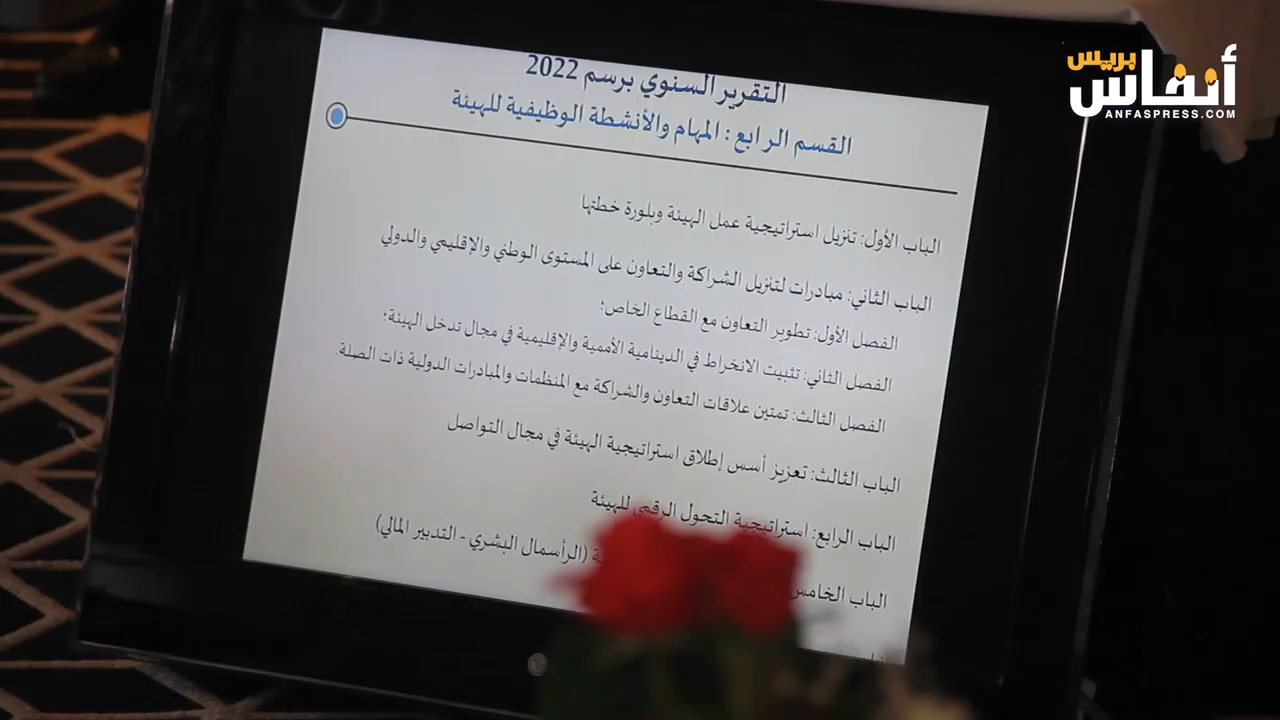 بريس
أنفاس
ANFASPRESS.COM
التقرير السنوي برسم 2022
القسم الرابع : المهام والأنشطة الوظيفية للهيئة
الباب الأول: تنزيل استراتيجية عمل الهيئة وبلورة خطتها
الباب الثاني: مبادرات لتنزيل الشراكة والتعاون على المستوى الوطني والإقليمي والدولي
الفصل الأول: تطوير التعاون مع القطاع الخاص؛
الفصل الثاني: تثبيت الانخراط في الدينامية الأممية والإقليمية في مجال تدخل الهيئة؛
الفصل الثالث: تمتين علاقات التعاون والشراكة مع المنظمات والمبادرات الدولية ذات الصلة.
الباب الثالث: تعزيز أسس إطلاق استراتيجية الهيئة في مجال التواصل
الباب الرابع: استراتيجية التحول الرقمي للهيئة
الباب الخامس (الرأسمال البشري - التدبير المالي)